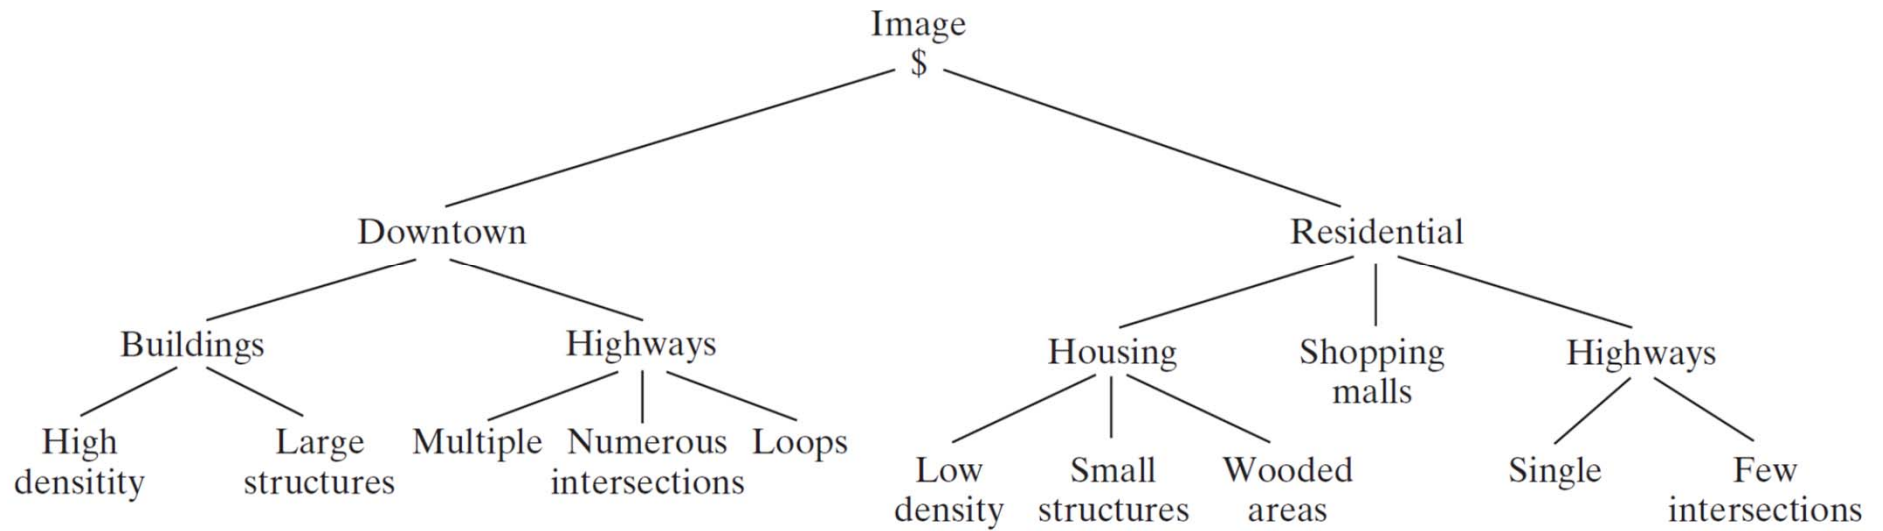 Image
$
Downtown
Residential
Buildings
Highways
Housing
Shopping
malls
Highways
High
densitity
Large
structures
Multiple
Numerous
intersections
Loops
Low
density
Small
structures
Wooded
areas
Single
Few
intersections